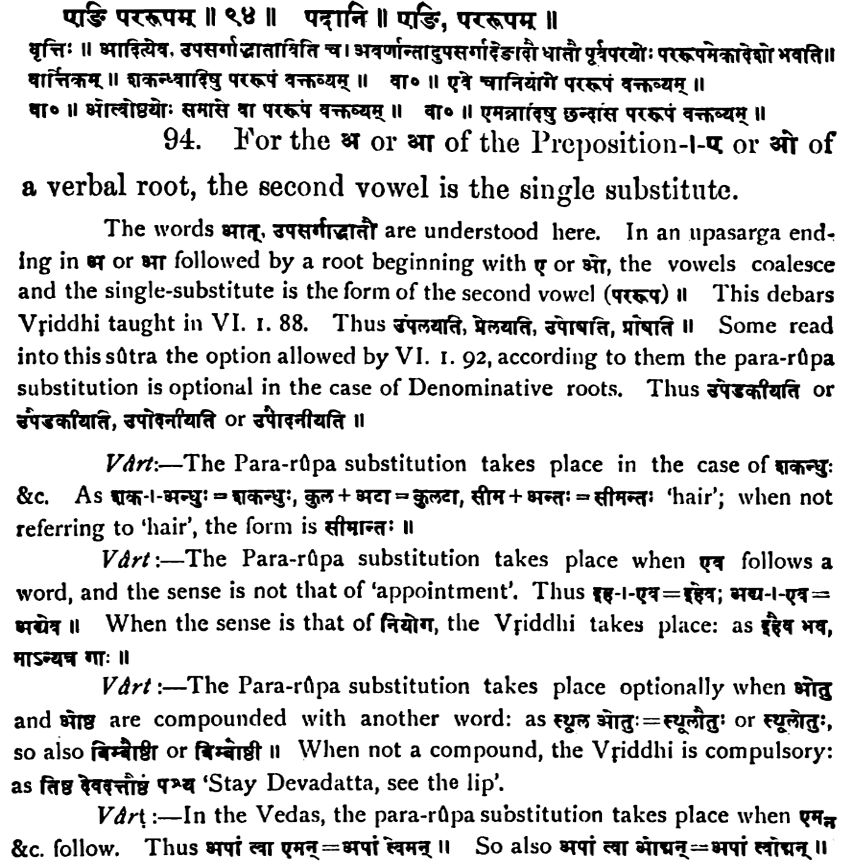 एङि पररूपम् ॥ ९४ ॥ पदानि ॥ एङि, पररूपम् ॥
वृत्तिः ॥ आदित्येव, उपसर्गाद्धाताविति च। अवर्णान्तादुपसर्गादेङादौ धातौ पूर्वपरयोः पररूपमेकादेशो भवति॥
वार्त्तिकम् ॥ शकन्ध्वादिषु पररूपं वक्तव्यम् ॥ वा० ॥ एवे चानियोगे पररूपं वक्तव्यम् ॥
वा० ॥ ओत्वोष्ठयोः समासे वा पररूपं वक्तव्यम् ॥ वा० ॥ एमन्नादिषु छन्दसि पररूपं वक्तव्यम् ॥
94. For the अ or आ of the Preposition-।-ए or ओ of
a verbal root, the second vowel is the single substitute.
The words आत्, उपसर्गाद्धातौ are understood here. In an upasarga end-
ing in अ or आ followed by a root beginning with ए or ओ, the vowels coalesce
and the single-substitute is the form of the second vowel (पररूप) ॥ This debars
Vṛiddhi taught in VI. 1. 88. Thus उपेलयति, प्रेलयति, उपोषति, प्रोषति ॥ Some read
into this sûtra the option allowed by VI. 1. 92, according to them the para-rûpa
substitution is optional in the case of Denominative roots. Thus उपेडकीयति or
उपैडकीयति, उपोदनीयति or उपौदनीयति ॥
Vârt:—The Para-rûpa substitution takes place in the case of शकन्धुः
&c. As शक-।-अन्धुः = शकन्धुः, कुल + अटा = कुलटा, सीम + अन्तः = सीमन्तः 'hair'; when not
referring to 'hair', the form is सीमान्तः ॥
Vârt:—The Para-rûpa substitution takes place when एव follows a
word, and the sense is not that of 'appointment'. Thus इह-।-एव = इहेव; अद्य-।-एव =
अद्येव ॥ When the sense is that of नियोग, the Vṛiddhi takes place: as इहैव भव,
माऽन्यत्र गाः ॥
Vârt:—The Para-rûpa substitution takes place optionally when ओतु
and ओष्ठ are compounded with another word: as स्थूल ओतुः = स्थूलौतुः or स्थूलोतुः,
so also बिम्बौष्ठी or बिम्बोष्ठी ॥ When not a compound, the Vṛiddhi is compulsory:
as तिष्ठ देवदत्तौष्ठं पश्य 'Stay Devadatta, see the lip'.
Vârṭ:—In the Vedas, the para-rûpa substitution takes place when एमन्
&c. follow. Thus अपां त्वा एमन् = अपां त्वेमन् ॥ So also अपां त्वा ओद्मन् = अपां त्वोद्मन् ॥